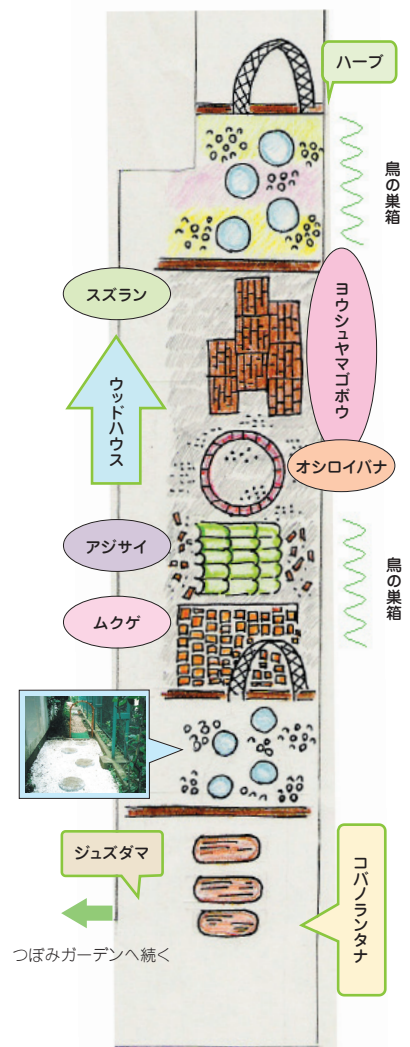 ハーブ
鳥の巣箱
スズラン
ヨウシュヤマゴボウ
ウッドハウス
オシロイバナ
アジサイ
鳥の巣箱
ムクゲ
ジュズダマ
コバノランタナ
つぼみガーデンへ続く